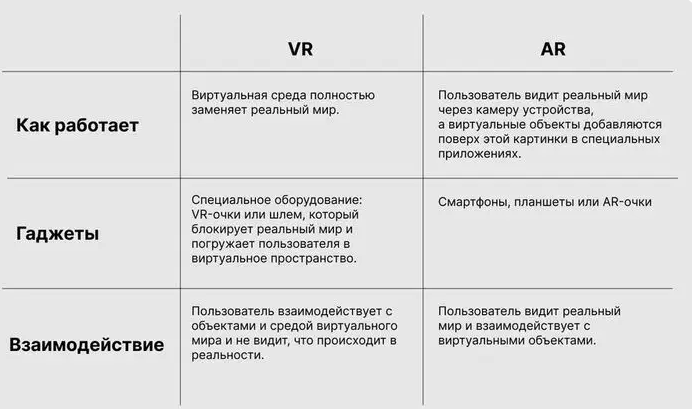 VR
AR
Как работает
Виртуальная среда полностью
заменяет реальный мир.
Пользователь видит реальный мир
через камеру устройства,
а виртуальные объекты добавляются
поверх этой картинки в специальных
приложениях.
Гаджеты
Специальное оборудование:
VR-очки или шлем, который
блокирует реальный мир и
погружает пользователя в
виртуальное пространство.
Смартфоны, планшеты или AR-очки
Взаимодействие
Пользователь взаимодействует с
объектами и средой виртуального
мира и не видит, что происходит в
реальности.
Пользователь видит реальный
мир и взаимодействует с
виртуальными объектами.